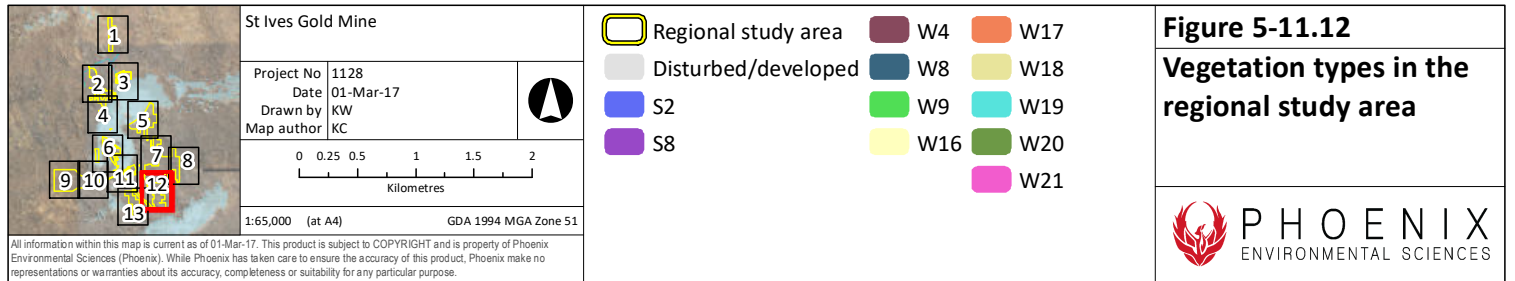 1
2
3
4
5
6
7
8
9
10
11
12
13
St Ives Gold Mine
Project No 1128
Date 01-Mar-17
Drawn by KW
Map author KC
0 0.25 0.5 1 1.5 2
Kilometres
1:65,000 (at A4) GDA 1994 MGA Zone 51
All information within this map is current as of 01-Mar-17. This product is subject to COPYRIGHT and is property of Phoenix
Environmental Sciences (Phoenix). While Phoenix has taken care to ensure the accuracy of this product, Phoenix make no
representations or warranties about its accuracy, completeness or suitability for any particular purpose.
Regional study area
Disturbed/developed
S2
S8
W4
W8
W9
W16
W17
W18
W19
W20
W21
Figure 5-11.12
Vegetation types in the
regional study area
PHOENIX
ENVIRONMENTAL SCIENCES